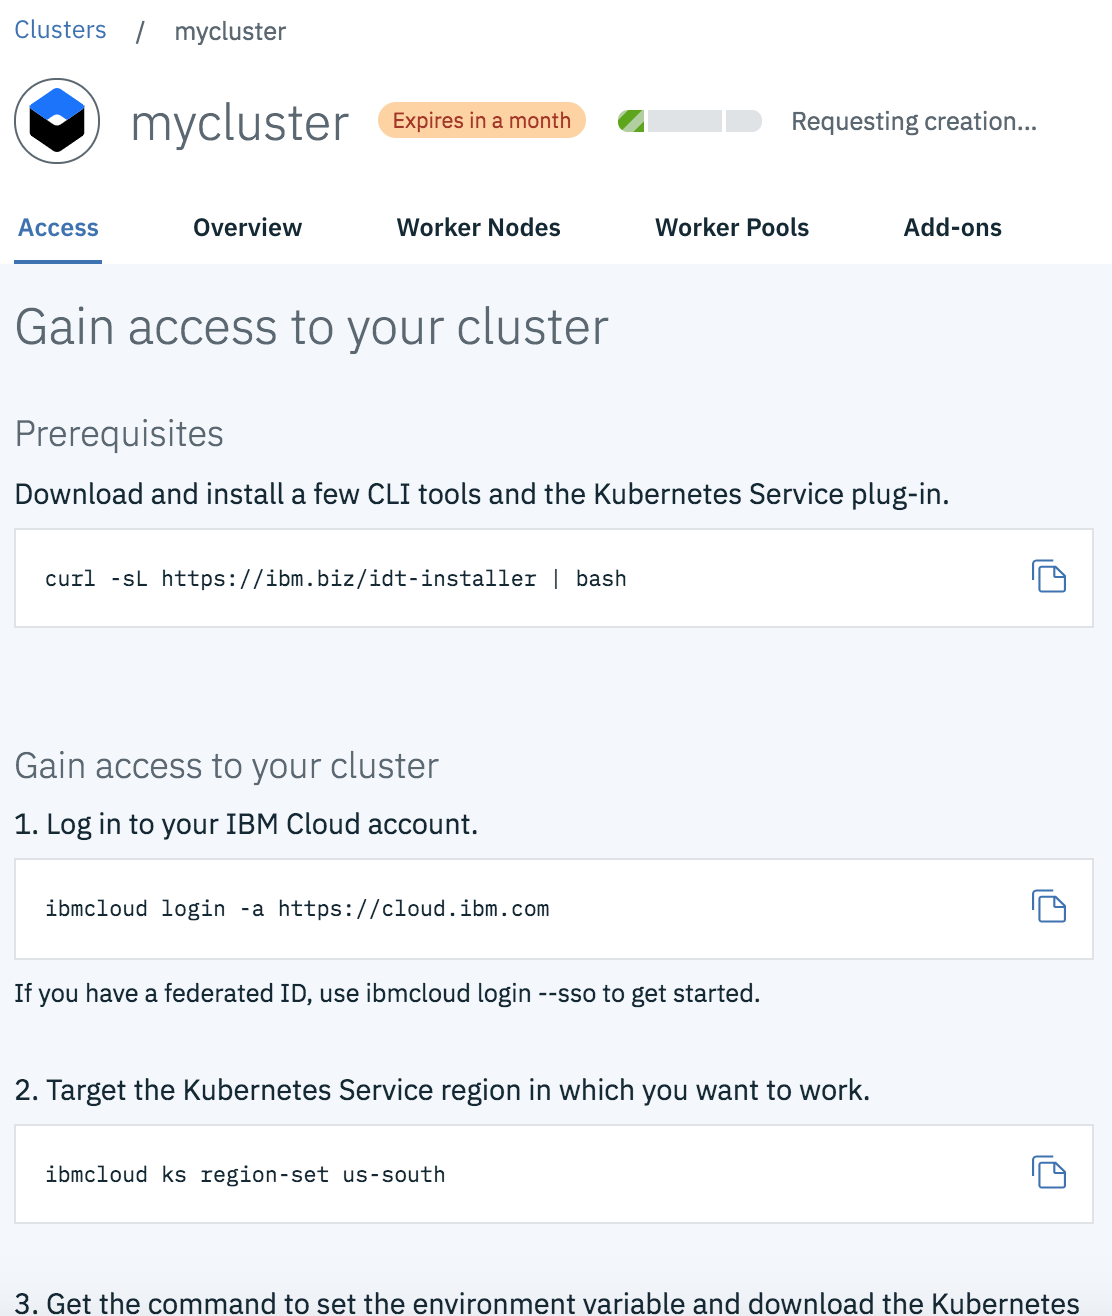 Clusters / mycluster
mycluster Expires in a month Requesting creation...
Access Overview Worker Nodes Worker Pools Add-ons
Gain access to your cluster
Prerequisites
Download and install a few CLI tools and the Kubernetes Service plug-in.
curl -sL https://ibm.biz/idt-installer | bash
Gain access to your cluster
1. Log in to your IBM Cloud account.
ibmcloud login -a https://cloud.ibm.com
If you have a federated ID, use ibmcloud login --sso to get started.
2. Target the Kubernetes Service region in which you want to work.
ibmcloud ks region-set us-south
3. Get the command to set the environment variable and download the Kubernetes